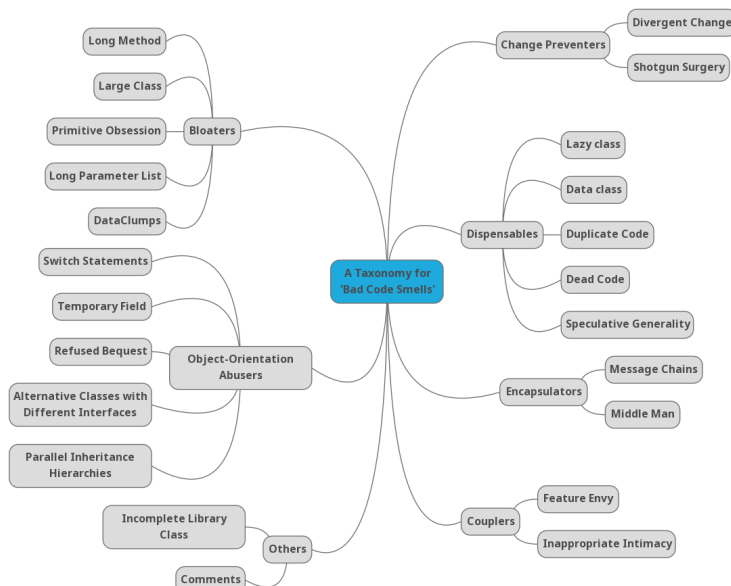 A Taxonomy for
'Bad Code Smells'
Bloaters
Long Method
Large Class
Primitive Obsession
Long Parameter List
DataClumps
Object-Orientation
Abusers
Switch Statements
Temporary Field
Refused Bequest
Alternative Classes with
Different Interfaces
Parallel Inheritance
Hierarchies
Others
Incomplete Library
Class
Comments
Change Preventers
Divergent Change
Shotgun Surgery
Dispensables
Lazy class
Data class
Duplicate Code
Dead Code
Speculative Generality
Encapsulators
Message Chains
Middle Man
Couplers
Feature Envy
Inappropriate Intimacy